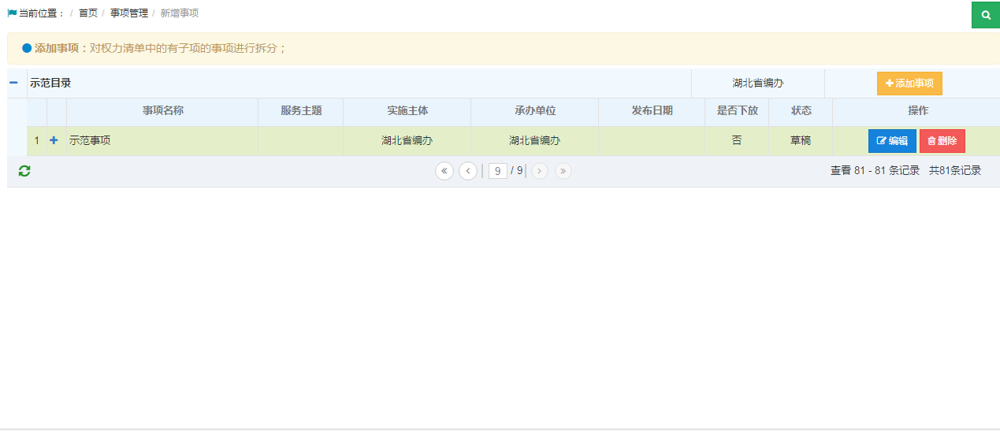 当前位置： / 首页 / 事项管理 / 新增事项
添加事项：对权力清单中的有子项的事项进行拆分；
示范目录 湖北省编办 添加事项
事项名称 服务主题 实施主体 承办单位 发布日期 是否下放 状态 操作
1 示范事项 湖北省编办 湖北省编办 否 草稿 编辑 删除
9 / 9 查看 81 - 81 条记录 共81条记录